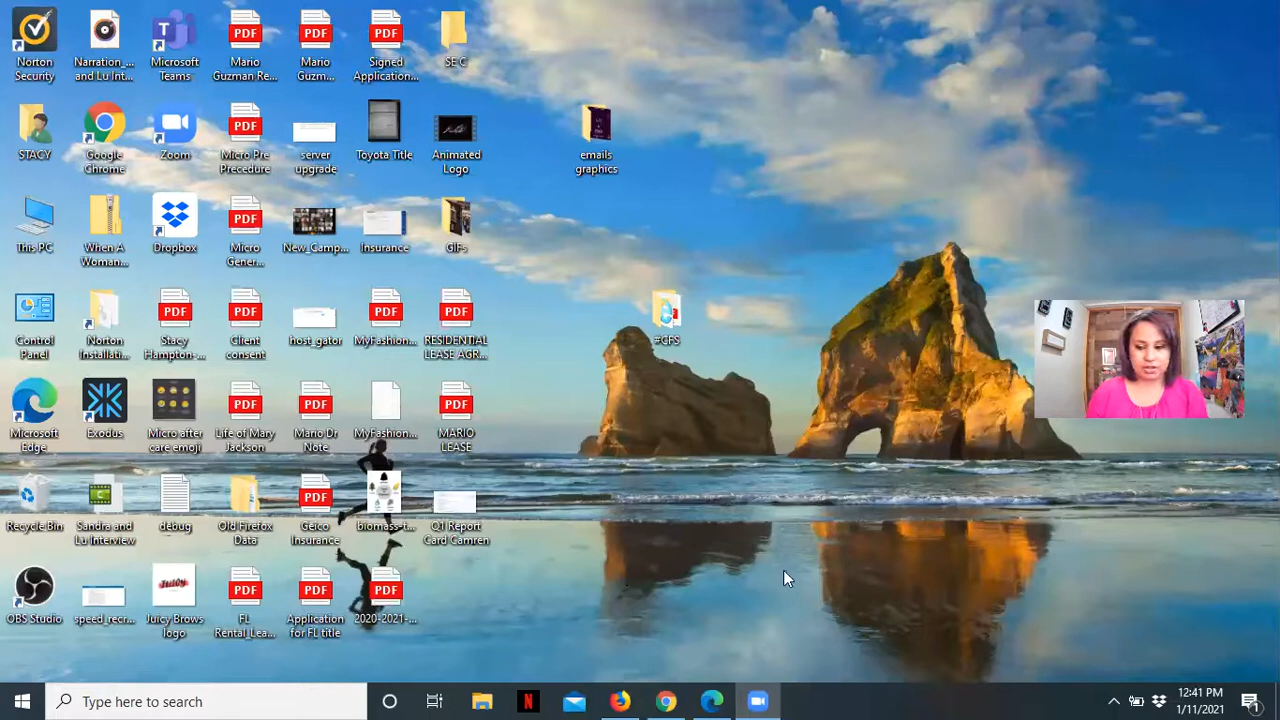 Norton
Security
Narration_...
and Lu Int...
Microsoft
Teams
PDF
Mario
Guzman Re...
PDF
Mario
Guzm...
PDF
Signed
Application...
SE C
STACY
Google
Chrome
Zoom
PDF
Micro Pre
Precedure
server
upgrade
Toyota Title
Animated
Logo
emails
graphics
This PC
When A
Woman...
Dropbox
PDF
Micro
Gener...
New_Camp...
Insurance
GIFs
Control
Panel
Norton
Installati...
PDF
Stacy
Hampton-...
PDF
Client
consent
host_gator
PDF
MyFashion...
PDF
RESIDENTIAL
LEASE AGR...
#CFS
Microsoft
Edge
Exodus
Micro after
care emoji
PDF
Life of Mary
Jackson
PDF
Mario Dr
Note
MyFashion...
PDF
MARIO
LEASE
Recycle Bin
Sandra and
Lu Interview
debug
Old Firefox
Data
PDF
Geico
Insurance
biomass-t...
Q1 Report
Card Camren
OBS Studio
speed_recr...
Juicy Brows
logo
PDF
FL
Rental_Lea...
PDF
Application
for FL title
PDF
2020-2021-...
Type here to search
N
12:41 PM
1/11/2021
1